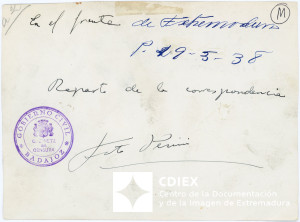 M
En el frente de Extremadura
P. 29-5-38
Reparto de la correspondencia
GOBIERNO CIVIL
BADAJOZ
Foto
CDIEX
Centro de la Documentación
y de la Imagen de Extremadura